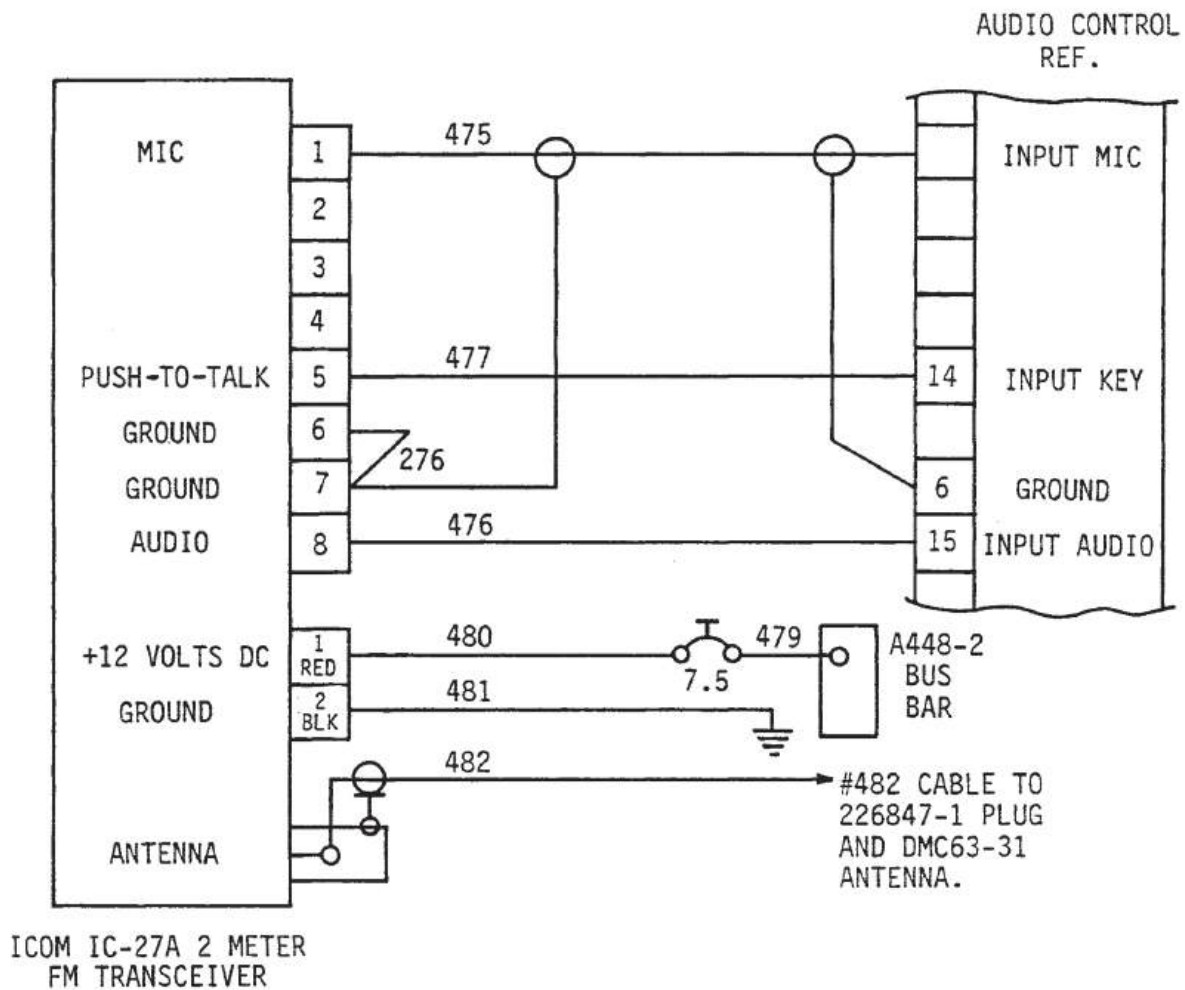 AUDIO CONTROL
REF.
MIC
1
475
INPUT MIC
2
3
4
PUSH-TO-TALK
5
477
14
INPUT KEY
GROUND
6
276
GROUND
7
6
GROUND
AUDIO
8
476
15
INPUT AUDIO
+12 VOLTS DC
1
RED
480
7.5
479
A448-2
BUS
BAR
GROUND
2
BLK
481
482
#482 CABLE TO
226847-1 PLUG
AND DMC63-31
ANTENNA.
ANTENNA
ICOM IC-27A 2 METER
FM TRANSCEIVER